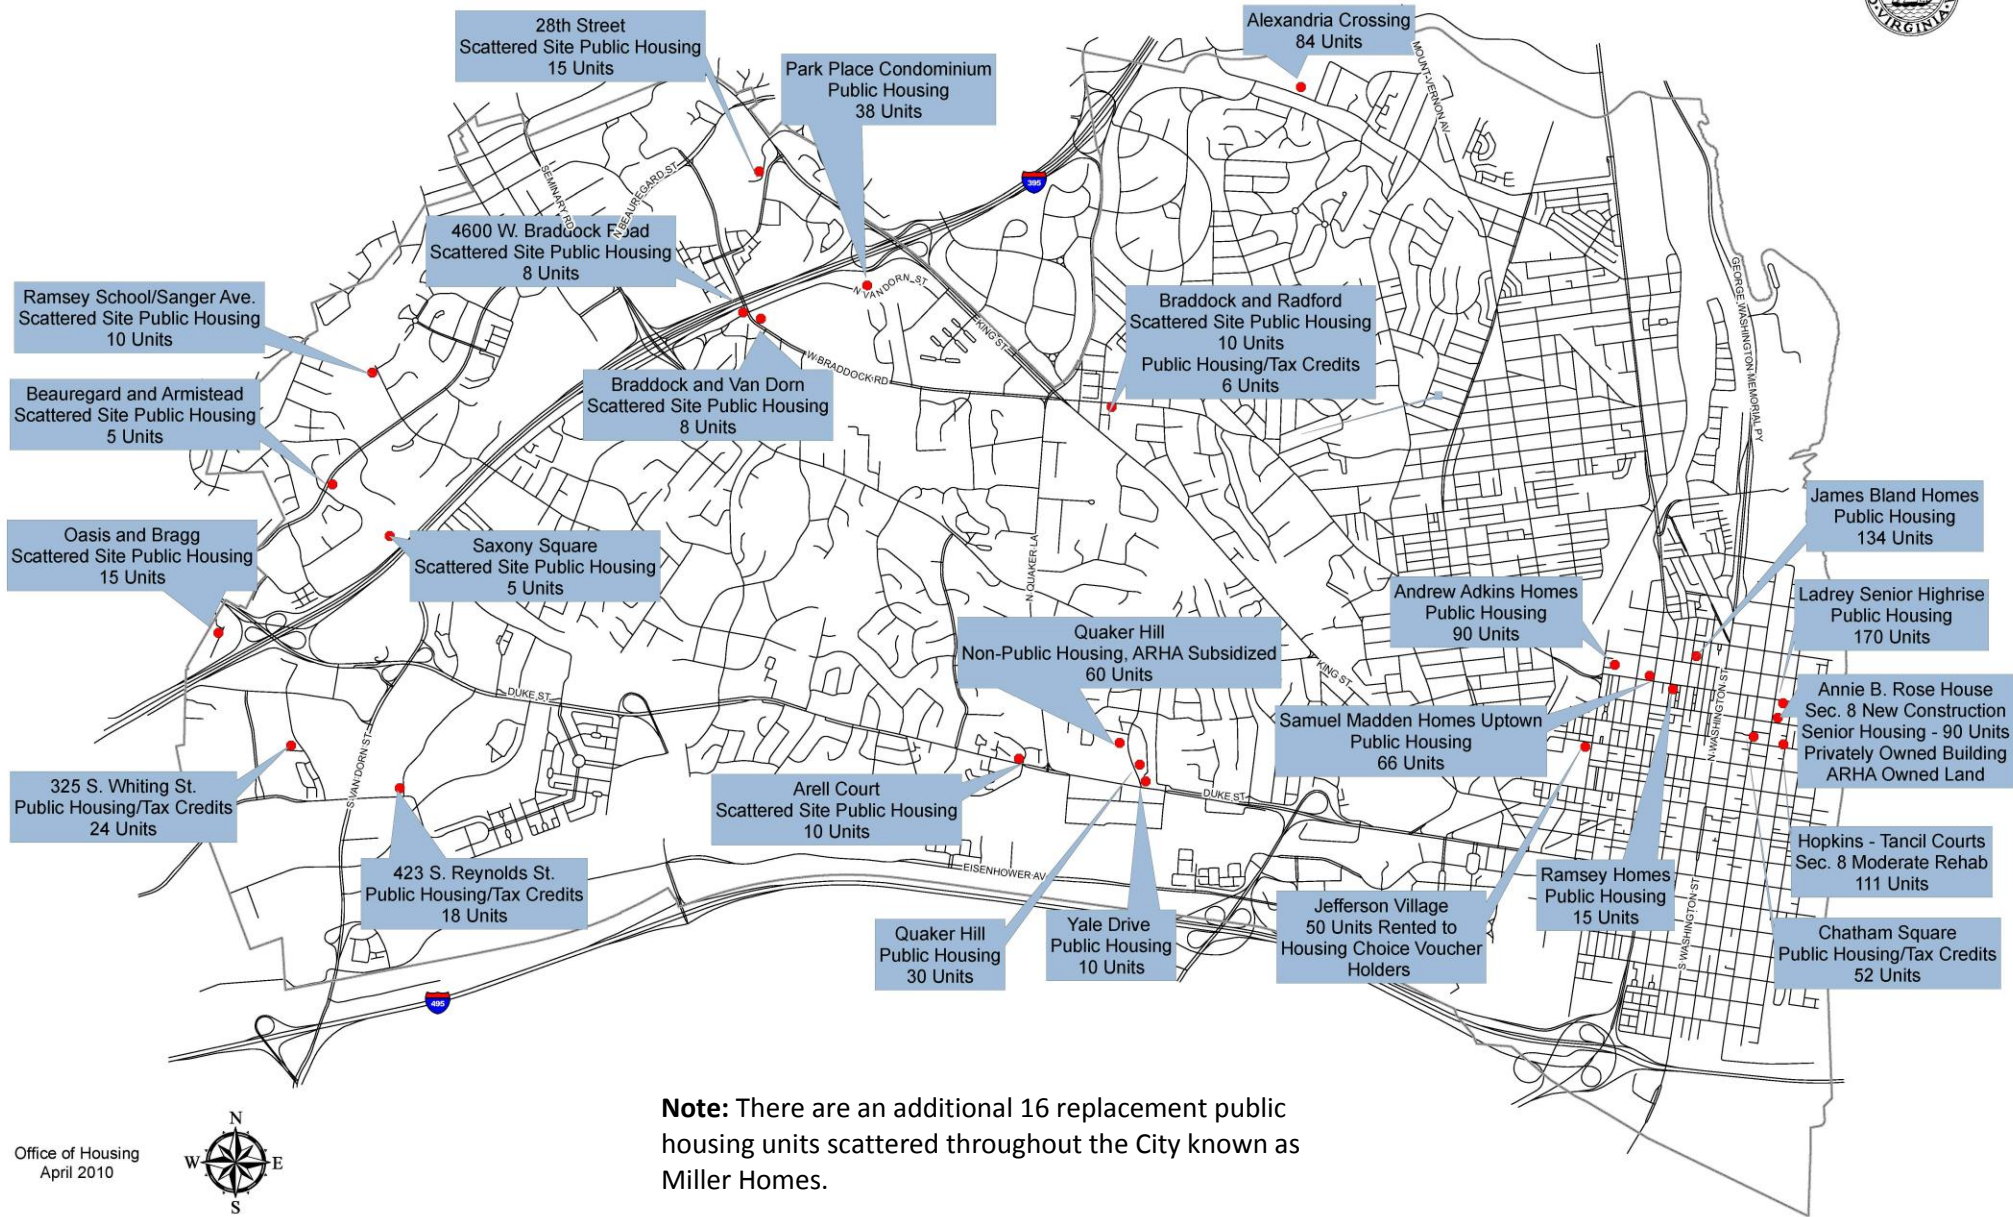 28th Street
Scattered Site Public Housing
15 Units
Alexandria Crossing
84 Units
VIRGINIA
Park Place Condominium
Public Housing
38 Units
MOUNT VERNON AV
395
SEMINARY RD
N BEAUREGARD ST
4600 W. Braddock Road
Scattered Site Public Housing
8 Units
Ramsey School/Sanger Ave.
Scattered Site Public Housing
10 Units
N VAN DORN ST
KING ST
W BRADDOCK RD
Braddock and Radford
Scattered Site Public Housing
10 Units
Public Housing/Tax Credits
6 Units
GEORGE WASHINGTON MEMORIAL PY
Beauregard and Armistead
Scattered Site Public Housing
5 Units
Braddock and Van Dorn
Scattered Site Public Housing
8 Units
James Bland Homes
Public Housing
134 Units
Oasis and Bragg
Scattered Site Public Housing
15 Units
Saxony Square
Scattered Site Public Housing
5 Units
N QUAKER LA
Andrew Adkins Homes
Public Housing
90 Units
Ladrey Senior Highrise
Public Housing
170 Units
Quaker Hill
Non-Public Housing, ARHA Subsidized
60 Units
KING ST
DUKE ST
N WASHINGTON ST
Annie B. Rose House
Sec. 8 New Construction
Senior Housing - 90 Units
Privately Owned Building
ARHA Owned Land
Samuel Madden Homes Uptown
Public Housing
66 Units
S VAN DORN ST
325 S. Whiting St.
Public Housing/Tax Credits
24 Units
Arell Court
Scattered Site Public Housing
10 Units
DUKE ST
Hopkins - Tancil Courts
Sec. 8 Moderate Rehab
111 Units
423 S. Reynolds St.
Public Housing/Tax Credits
18 Units
EISENHOWER AV
Ramsey Homes
Public Housing
15 Units
S WASHINGTON ST
Jefferson Village
50 Units Rented to
Housing Choice Voucher
Holders
Quaker Hill
Public Housing
30 Units
Yale Drive
Public Housing
10 Units
Chatham Square
Public Housing/Tax Credits
52 Units
495
Note: There are an additional 16 replacement public
housing units scattered throughout the City known as
Miller Homes.
Office of Housing
April 2010
N
W E
S